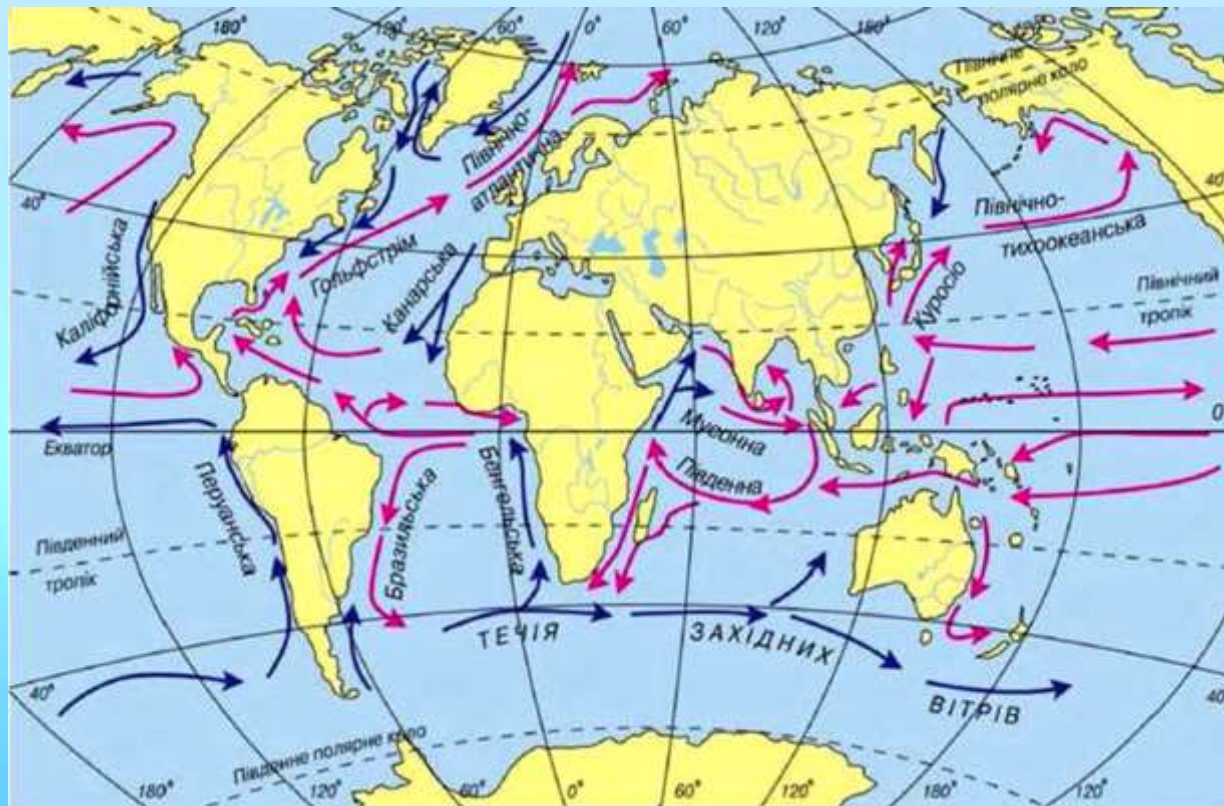 180°
120°
60°
0°
60°
120°
180°
Північне
полярне коло
40°
40°
Північно-
атлантична
Північно-
тихоокеанська
Каліфорнійська
Гольфстрім
Канарська
Куросіо
Північний
тропік
Екватор
0°
Мусонна
Південна
Перуанська
Бразильська
Бенгельська
Південний
тропік
ТЕЧІЯ
ЗАХІДНИХ
ВІТРІВ
40°
40°
Південне полярне коло
180°
120°
60°
0°
60°
120°
180°
120°